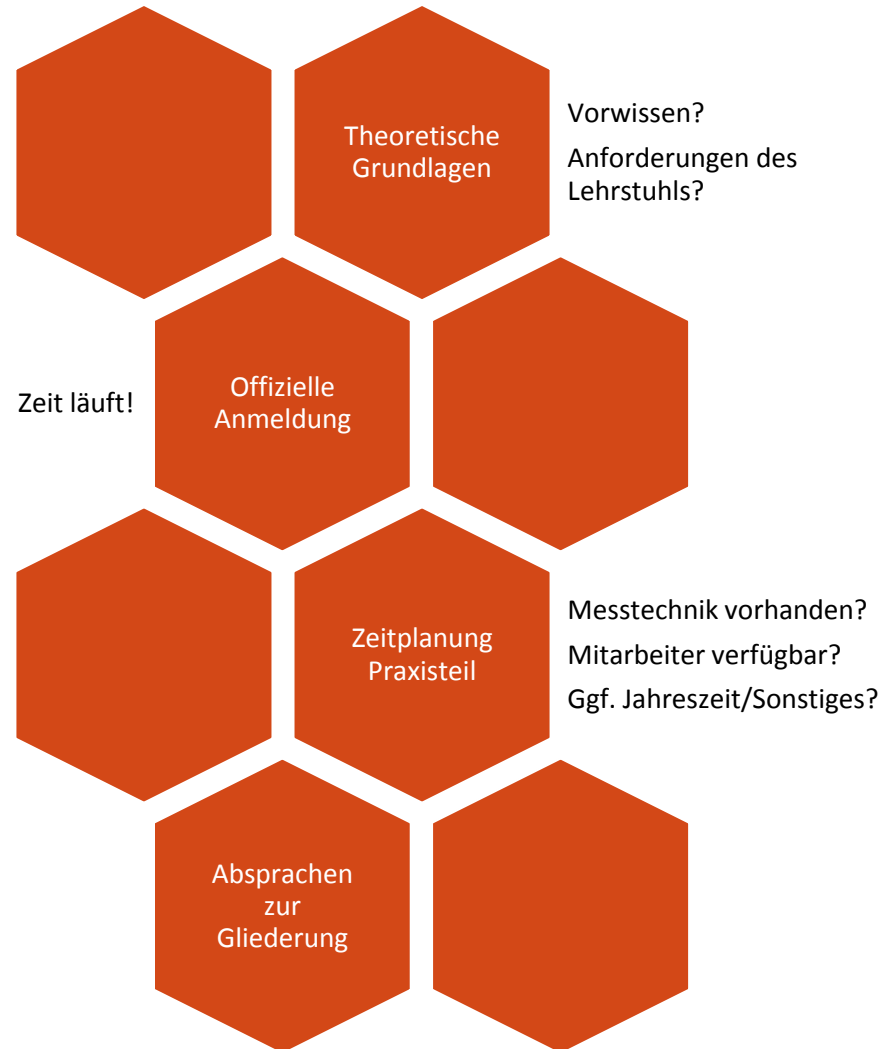 Theoretische
Grundlagen
Vorwissen?
Anforderungen des
Lehrstuhls?
Zeit läuft!
Offizielle
Anmeldung
Zeitplanung
Praxisteil
Messtechnik vorhanden?
Mitarbeiter verfügbar?
Ggf. Jahreszeit/Sonstiges?
Absprachen
zur
Gliederung